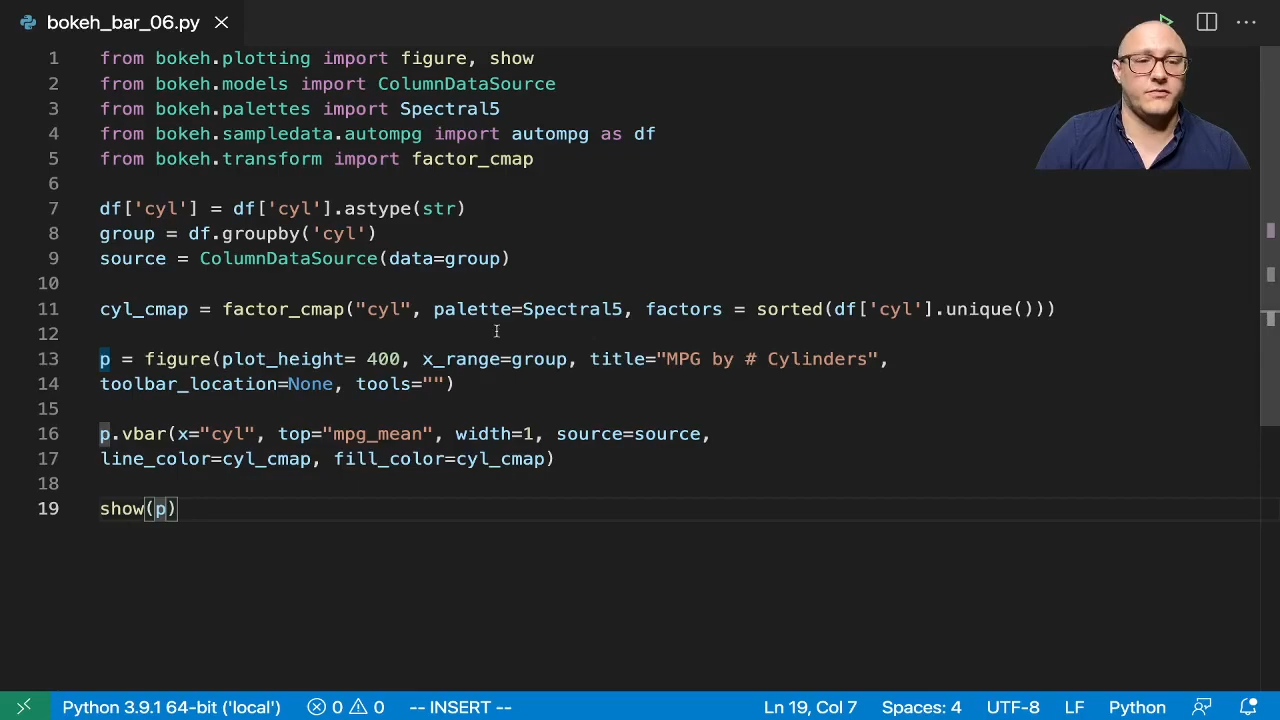 bokeh_bar_06.py
1 from bokeh.plotting import figure, show
2 from bokeh.models import ColumnDataSource
3 from bokeh.palettes import Spectral5
4 from bokeh.sampledata.autompg import autompg as df
5 from bokeh.transform import factor_cmap
6
7 df['cyl'] = df['cyl'].astype(str)
8 group = df.groupby('cyl')
9 source = ColumnDataSource(data=group)
10
11 cyl_cmap = factor_cmap("cyl", palette=Spectral5, factors = sorted(df['cyl'].unique()))
12
13 p = figure(plot_height= 400, x_range=group, title="MPG by # Cylinders",
14 toolbar_location=None, tools="")
15
16 p.vbar(x="cyl", top="mpg_mean", width=1, source=source,
17 line_color=cyl_cmap, fill_color=cyl_cmap)
18
19 show(p)
Python 3.9.1 64-bit ('local') 0 0 -- INSERT -- Ln 19, Col 7 Spaces: 4 UTF-8 LF Python